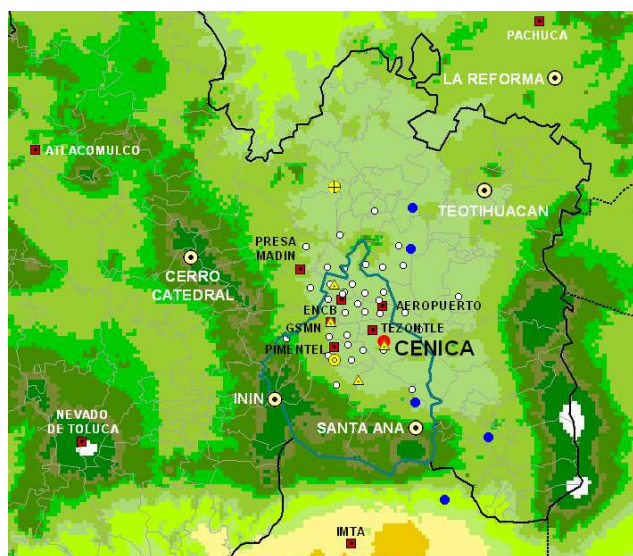 PACHUCA
LA REFORMA
ATLACOMULCO
TEOTIHUACAN
PRESA
MADIN
CERRO
CATEDRAL
ENCB
AEROPUERTO
GSMN
TEZONTLE
PIMENTEL
CENICA
ININ
NEVADO
DE TOLUCA
SANTA ANA
IMTA